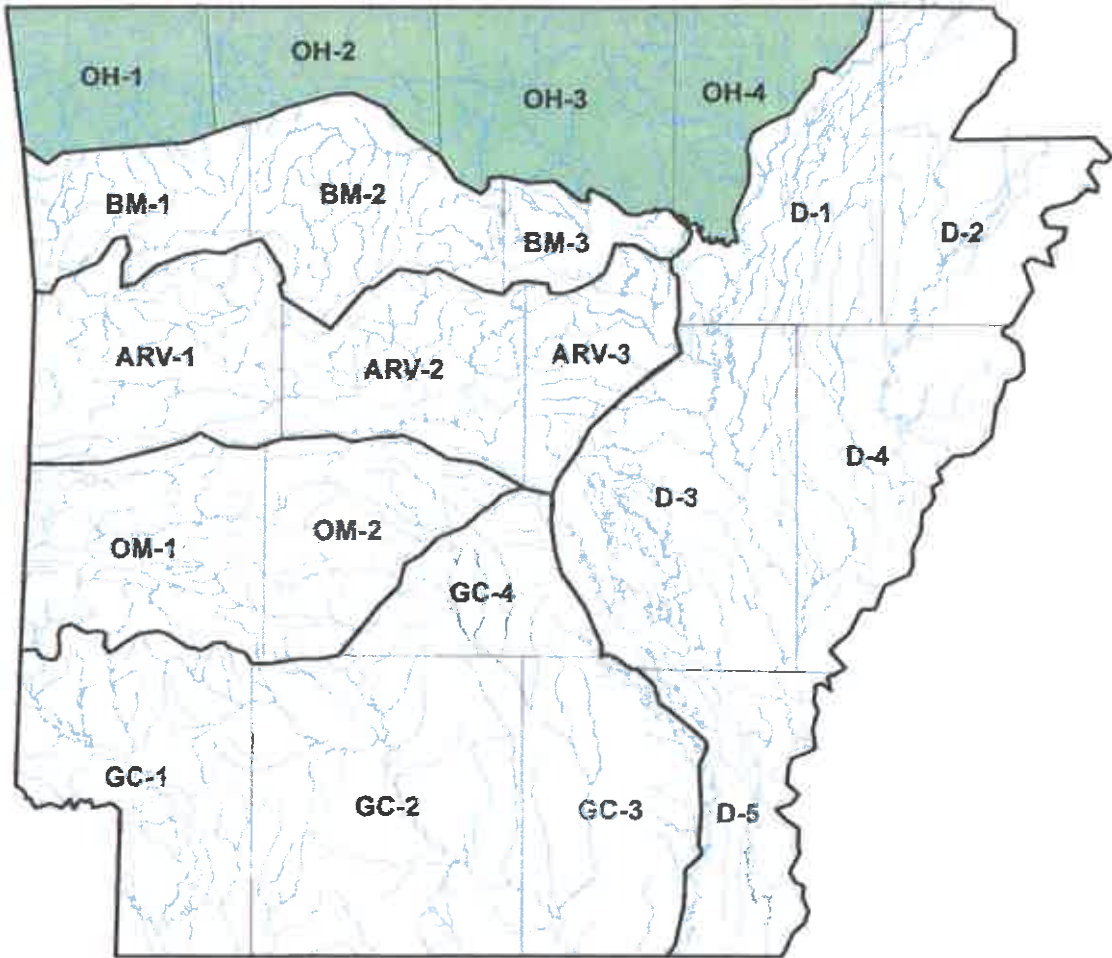 OH-1
OH-2
OH-3
OH-4
BM-1
BM-2
BM-3
D-1
D-2
ARV-1
ARV-2
ARV-3
D-3
D-4
OM-1
OM-2
GC-4
GC-1
GC-2
GC-3
D-5